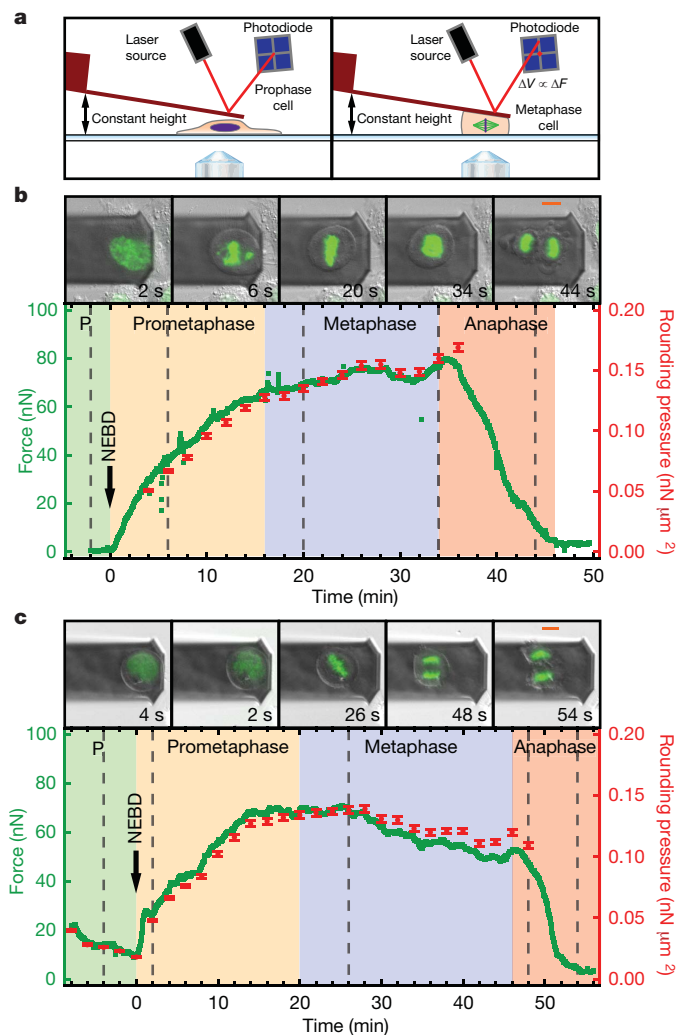 a
Laser source
Photodiode
Prophase cell
Constant height
Laser source
Photodiode
ΔV ∝ ΔF
Metaphase cell
Constant height
b
2 s
6 s
20 s
34 s
44 s
P
Prometaphase
Metaphase
Anaphase
NEBD
Force (nN)
100
80
60
40
20
0
Rounding pressure (nN μm²)
0.20
0.15
0.10
0.05
0.00
0
10
20
30
40
50
Time (min)
c
4 s
2 s
26 s
48 s
54 s
P
Prometaphase
Metaphase
Anaphase
NEBD
Force (nN)
100
80
60
40
20
0
Rounding pressure (nN μm²)
0.20
0.15
0.10
0.05
0.00
0
10
20
30
40
50
Time (min)